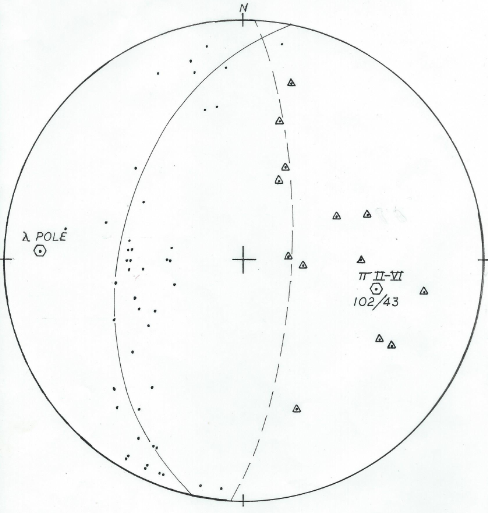 N
λ POLE
π II-VI
102/43